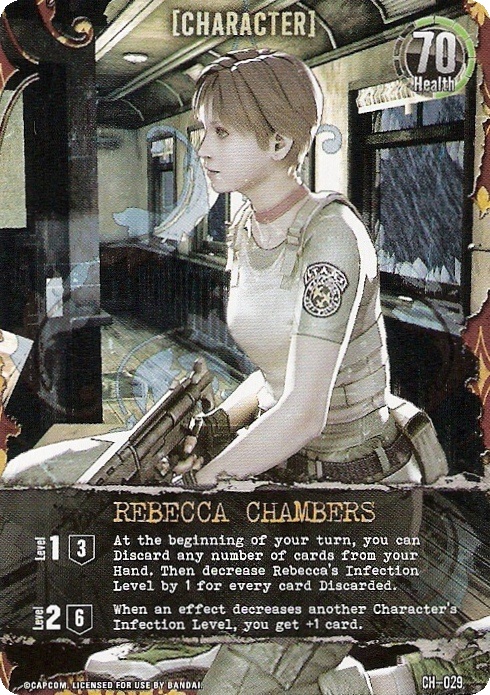 [CHARACTER]
70
Health
S.T.A.R.S.
REBECCA CHAMBERS
Level 1 3
At the beginning of your turn, you can
Discard any number of cards from your
Hand. Then decrease Rebecca's Infection
Level by 1 for every card Discarded.
Level 2 6
When an effect decreases another Character's
Infection Level, you get +1 card.
©CAPCOM. LICENSED FOR USE BY BANDAI.
CH-029